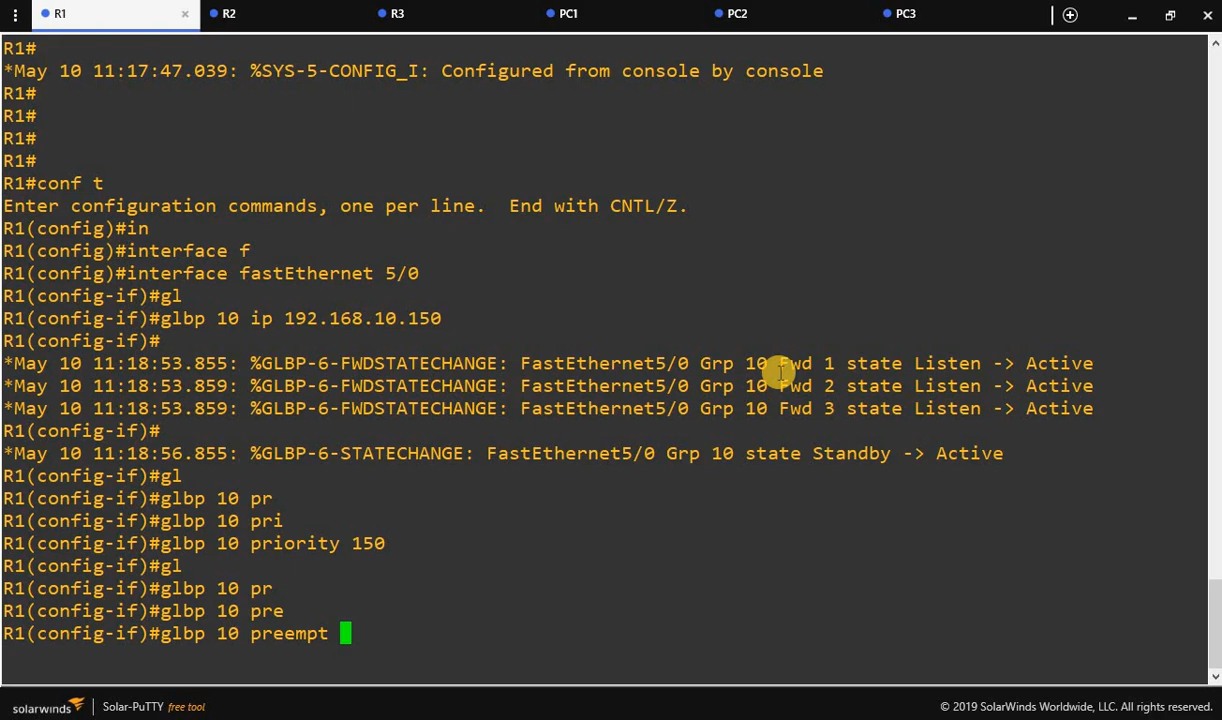 R1
R2
R3
PC1
PC2
PC3
R1#
*May 10 11:17:47.039: %SYS-5-CONFIG_I: Configured from console by console
R1#
R1#
R1#
R1#
R1#conf t
Enter configuration commands, one per line.  End with CNTL/Z.
R1(config)#in
R1(config)#interface f
R1(config)#interface fastEthernet 5/0
R1(config-if)#gl
R1(config-if)#glbp 10 ip 192.168.10.150
R1(config-if)#
*May 10 11:18:53.855: %GLBP-6-FWDSTATECHANGE: FastEthernet5/0 Grp 10 Fwd 1 state Listen -> Active
*May 10 11:18:53.859: %GLBP-6-FWDSTATECHANGE: FastEthernet5/0 Grp 10 Fwd 2 state Listen -> Active
*May 10 11:18:53.859: %GLBP-6-FWDSTATECHANGE: FastEthernet5/0 Grp 10 Fwd 3 state Listen -> Active
R1(config-if)#
*May 10 11:18:56.855: %GLBP-6-STATECHANGE: FastEthernet5/0 Grp 10 state Standby -> Active
R1(config-if)#gl
R1(config-if)#glbp 10 pr
R1(config-if)#glbp 10 pri
R1(config-if)#glbp 10 priority 150
R1(config-if)#gl
R1(config-if)#glbp 10 pr
R1(config-if)#glbp 10 pre
R1(config-if)#glbp 10 preempt
solarwinds
Solar-PuTTY free tool
© 2019 SolarWinds Worldwide, LLC. All rights reserved.